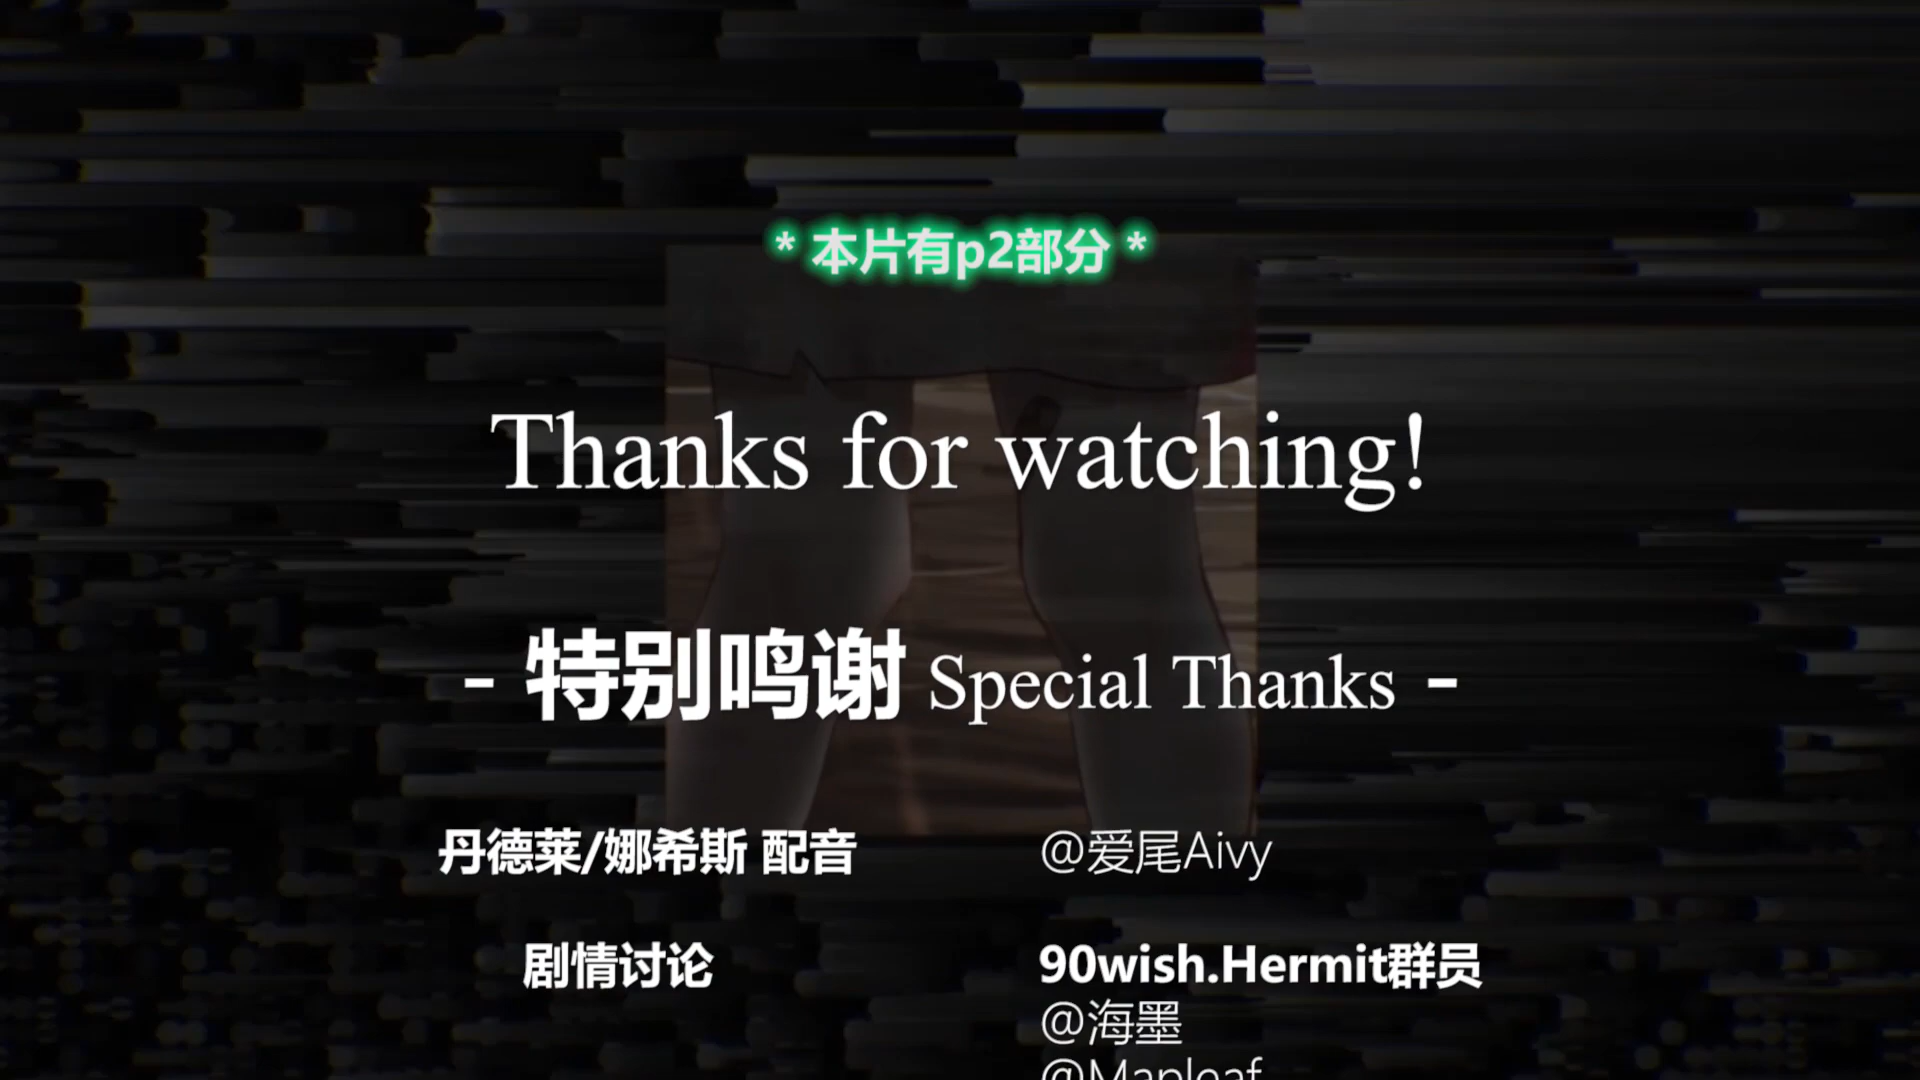 * 本片有p2部分 *
Thanks for watching!
- 特别鸣谢 Special Thanks -
丹德莱/娜希斯 配音 @爱尾Aivy
剧情讨论 90wish.Hermit群员
@海墨
@Mapleaf